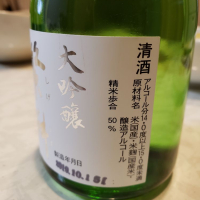 大吟醸
清酒
アルコール分14.0度以上15.0度未満
原材料名 米(国産)・米麹(国産米)・
醸造アルコール
精米歩合 50%
製造年月日